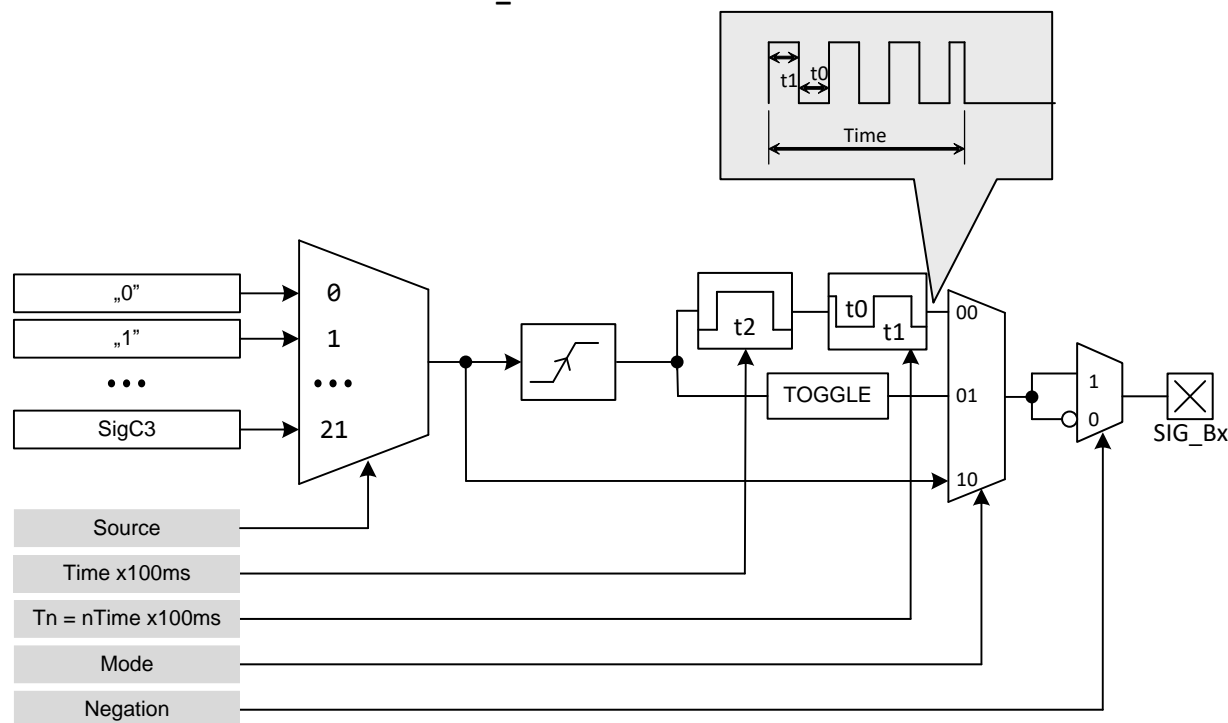 _
t1
t0
Time
„0”
0
„1”
1
•••
•••
SigC3
21
t2
t0
t1
00
TOGGLE
01
10
1
0
SIG_Bx
Source
Time x100ms
Tn = nTime x100ms
Mode
Negation